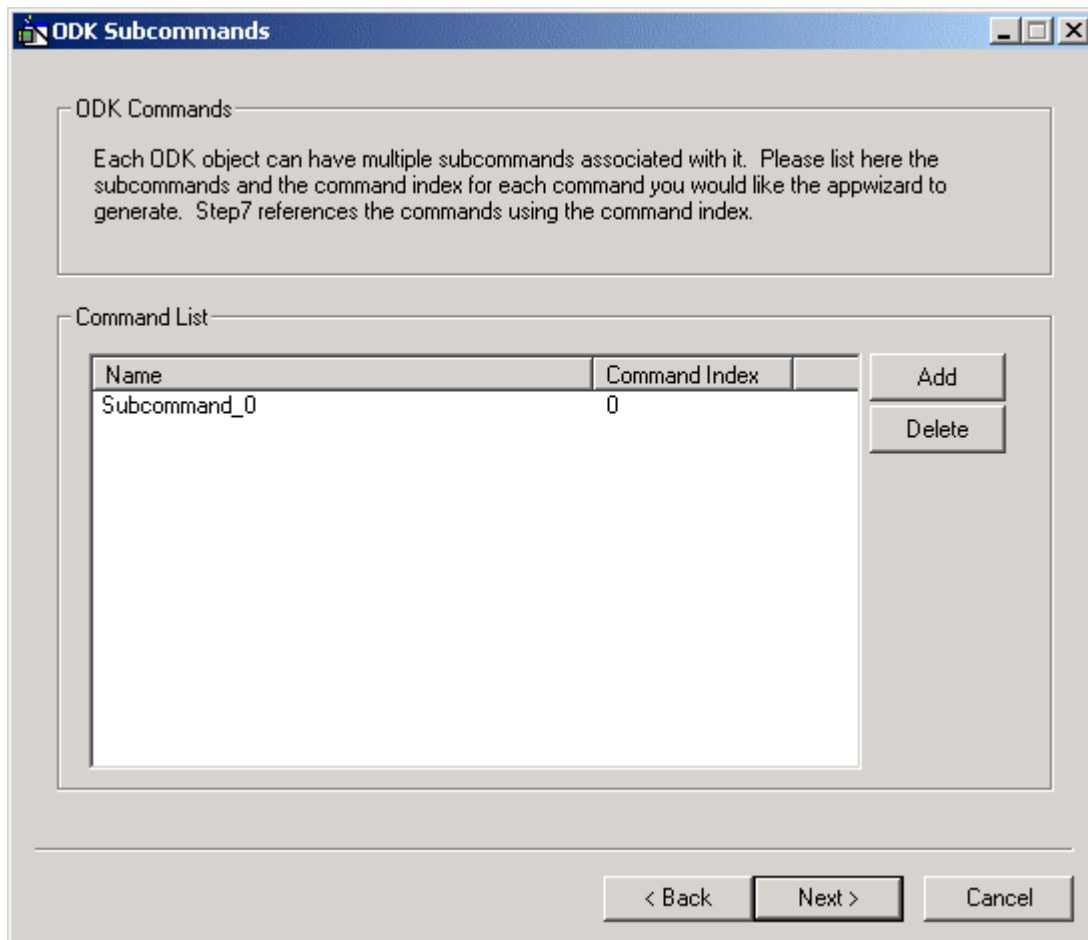 ODK Subcommands
ODK Commands
Each ODK object can have multiple subcommands associated with it.  Please list here the
subcommands and the command index for each command you would like the appwizard to
generate.  Step7 references the commands using the command index.
Command List
Name Command Index
Subcommand_0 0
Add
Delete
< Back Next > Cancel